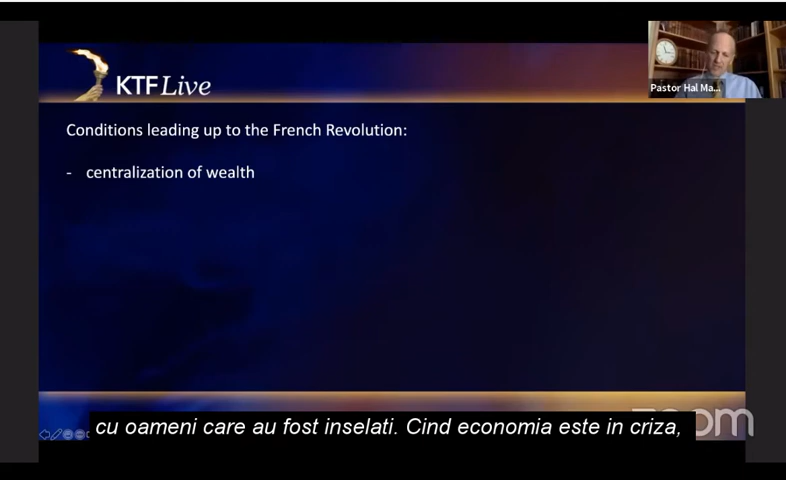 KTF Live
Pastor Hal Ma...
Conditions leading up to the French Revolution:
- centralization of wealth
zoom
cu oameni care au fost inselati. Cind economia este in criza,